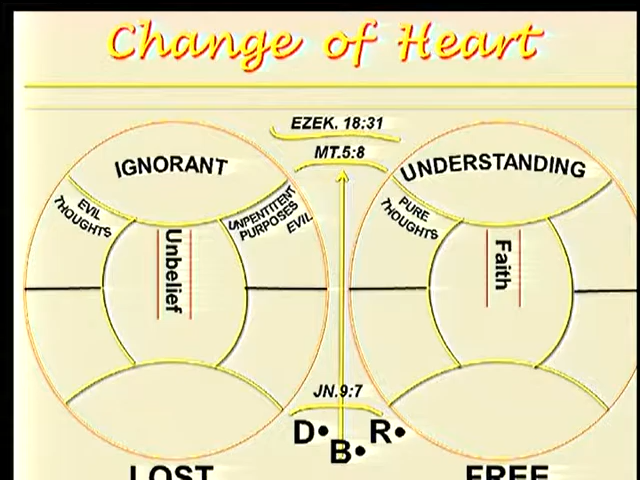 Change of Heart
EZEK. 18:31
MT.5:8
IGNORANT
UNDERSTANDING
EVIL
THOUGHTS
UNPENTITENT
PURPOSES
EVIL
PURE
THOUGHTS
Unbelief
Faith
JN.9:7
D•
B•
R•
LOST
FREE